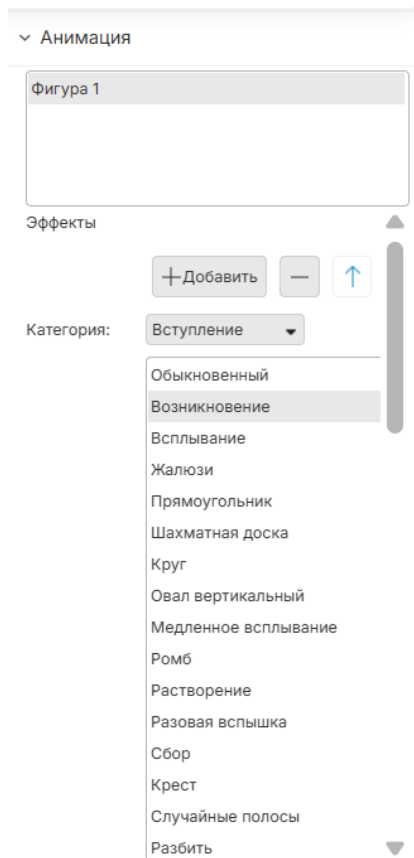 Анимация
Фигура 1
Эффекты
+Добавить —
Категория: Вступление
Обыкновенный
Возникновение
Всплывание
Жалюзи
Прямоугольник
Шахматная доска
Круг
Овал вертикальный
Медленное всплывание
Ромб
Растворение
Разовая вспышка
Сбор
Крест
Случайные полосы
Разбить